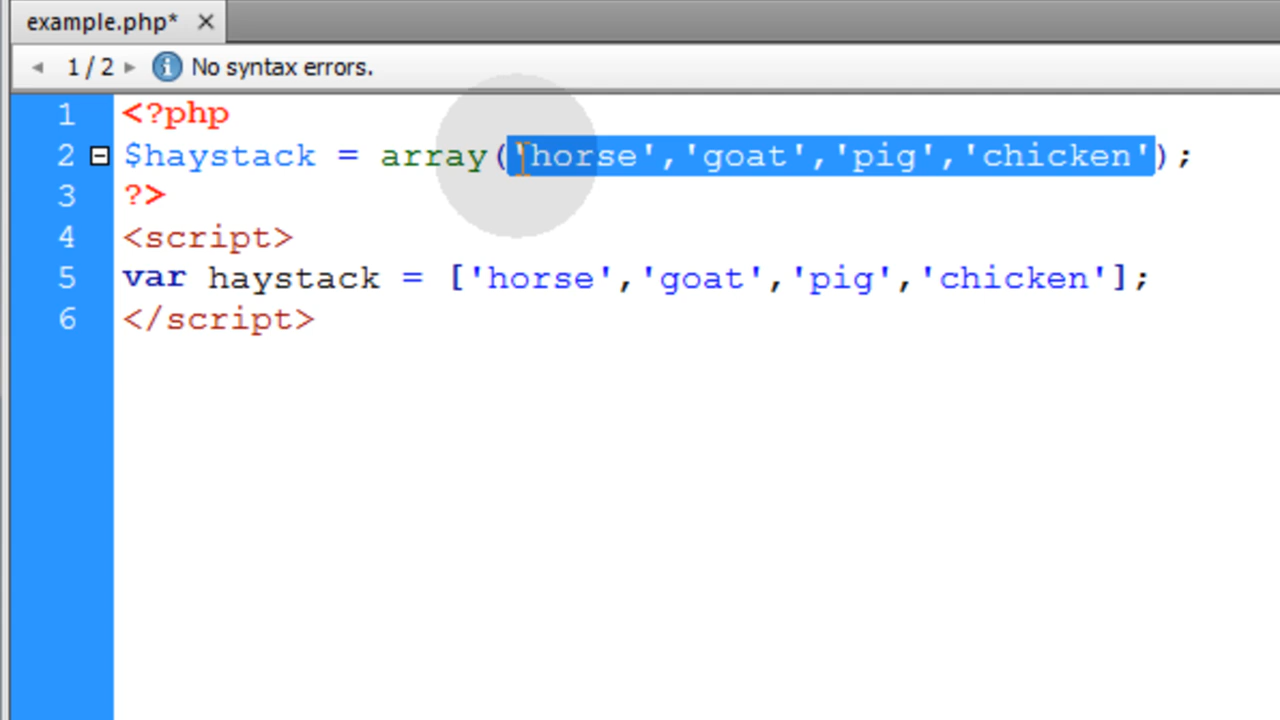 example.php*
1 / 2 No syntax errors.
1 <?php
2 $haystack = array('horse','goat','pig','chicken');
3 ?>
4 <script>
5 var haystack = ['horse','goat','pig','chicken'];
6 </script>